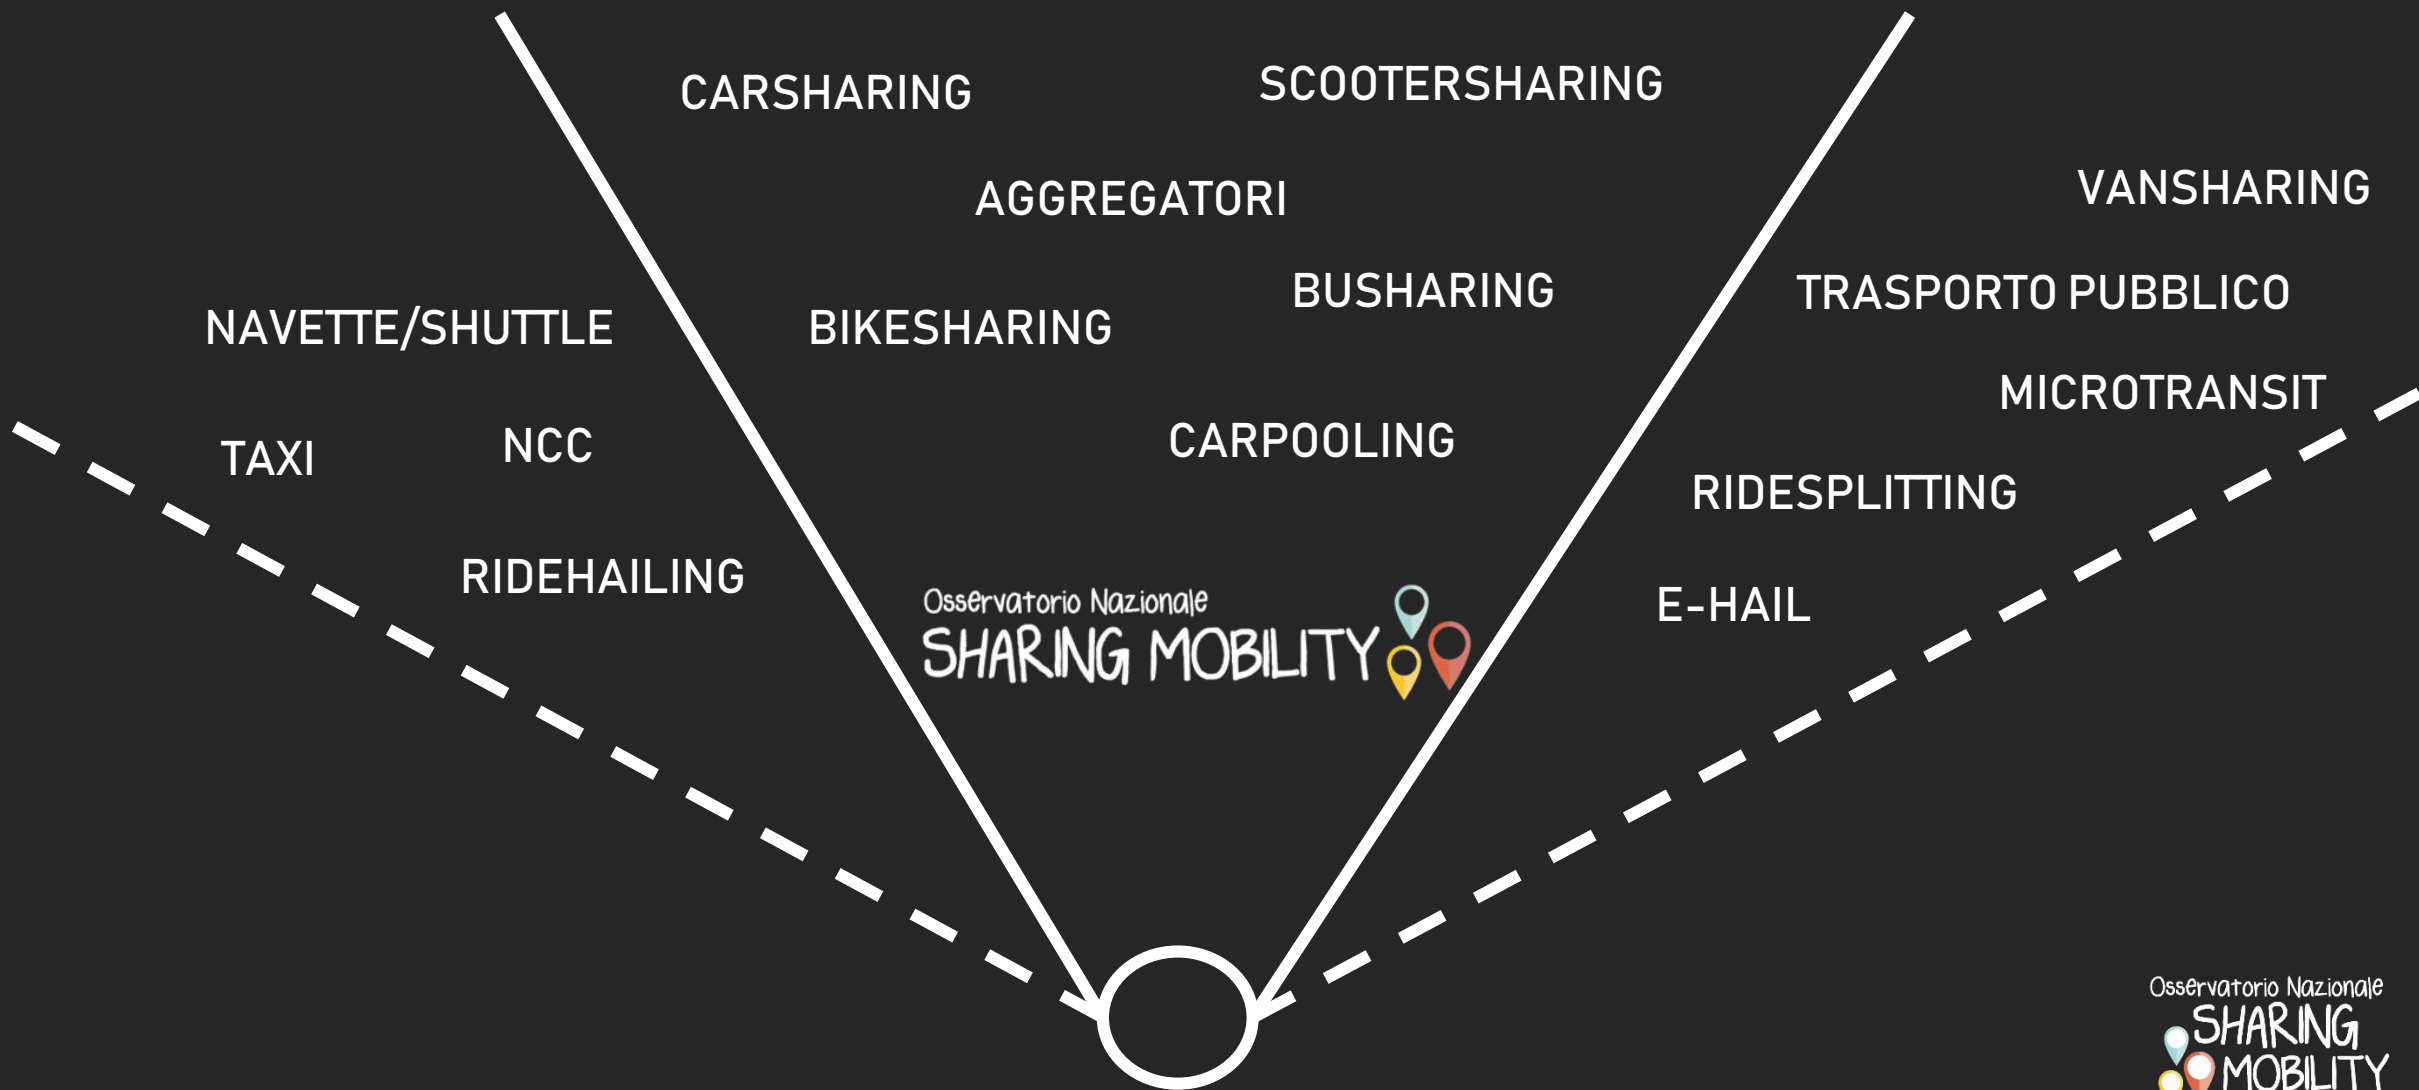 CARSHARING
SCOOTERSHARING
AGGREGATORI
VANSHARING
BUSHARING
TRASPORTO PUBBLICO
NAVETTE/SHUTTLE
BIKESHARING
MICROTRANSIT
TAXI
NCC
CARPOOLING
RIDESPLITTING
RIDEHAILING
E-HAIL
Osservatorio Nazionale
SHARING MOBILITY
Osservatorio Nazionale
SHARING
MOBILITY